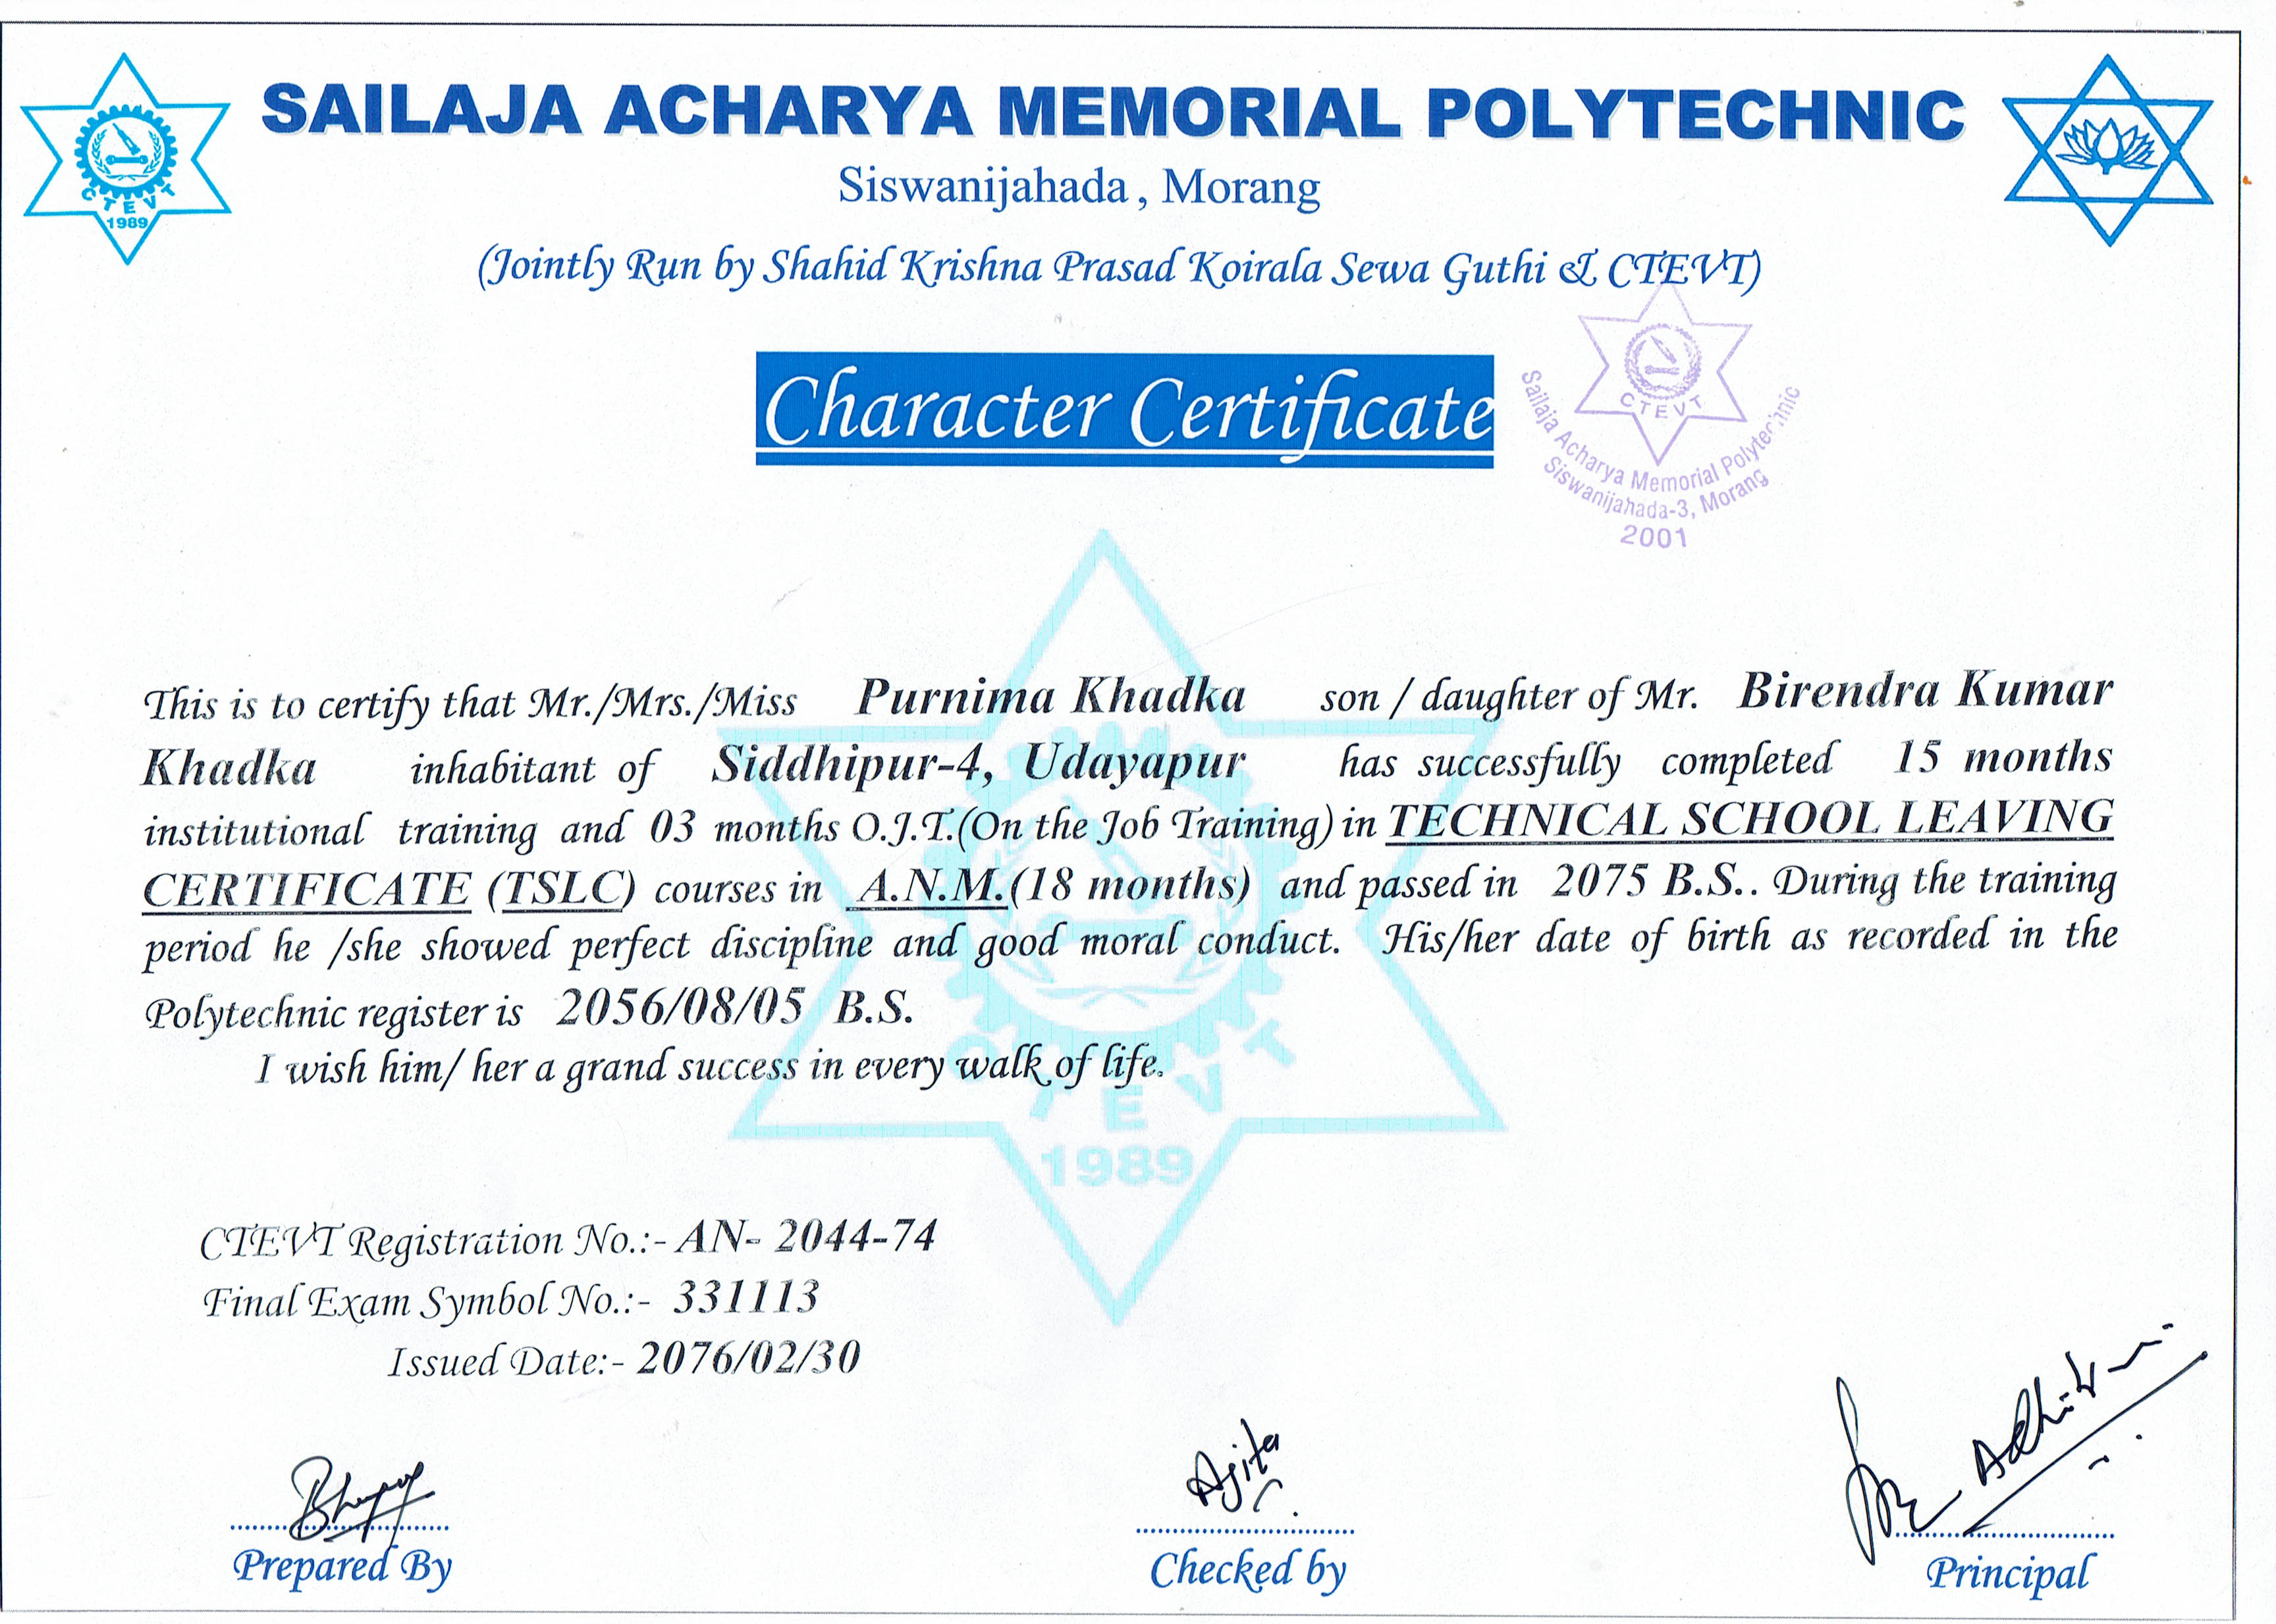 SAILAJA ACHARYA MEMORIAL POLYTECHNIC
Siswanijahada, Morang
(Jointly Run by Shahid Krishna Prasad Koirala Sewa Guthi & CTEVT)
CTEVT
1989
Character Certificate
CTEVT
Sailaja Acharya Memorial Polytechnic
Siswanijahada-3, Morang
2001
This is to certify that Mr./Mrs./Miss Purnima Khadka son / daughter of Mr. Birendra Kumar
Khadka inhabitant of Siddhipur-4, Udayapur has successfully completed 15 months
institutional training and 03 months O.J.T.(On the Job Training) in TECHNICAL SCHOOL LEAVING
CERTIFICATE (TSLC) courses in A.N.M.(18 months) and passed in 2075 B.S.. During the training
period he /she showed perfect discipline and good moral conduct. His/her date of birth as recorded in the
Polytechnic register is 2056/08/05 B.S.
I wish him/ her a grand success in every walk of life.
CTEVT
1989
CTEVT Registration No.:- AN- 2044-74
Final Exam Symbol No.:- 331113
Issued Date:- 2076/02/30
Ajita
Adhikari
Prepared By
Checked by
Principal